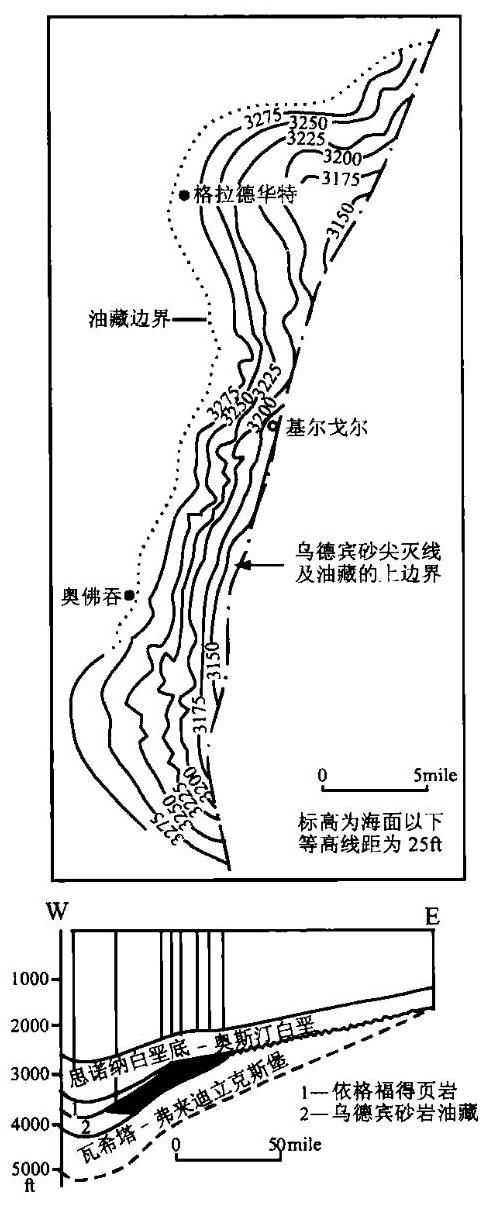 3275
3250
3225
3200
3175
3150
格拉德华特
油藏边界
3275
3250
3225
3200
基尔戈尔
乌德宾砂尖灭线
及油藏的上边界
奥佛吞
3150
3175
3200
3225
3250
3275
0 5mile
标高为海面以下
等高线距为 25ft
W E
1000
2000
3000
4000
5000
ft
思诺纳白垩底-奥斯汀白垩
瓦希塔-弗来迪立克斯堡
1
2
1—依格福得页岩
2—乌德宾砂岩油藏
0 50mile